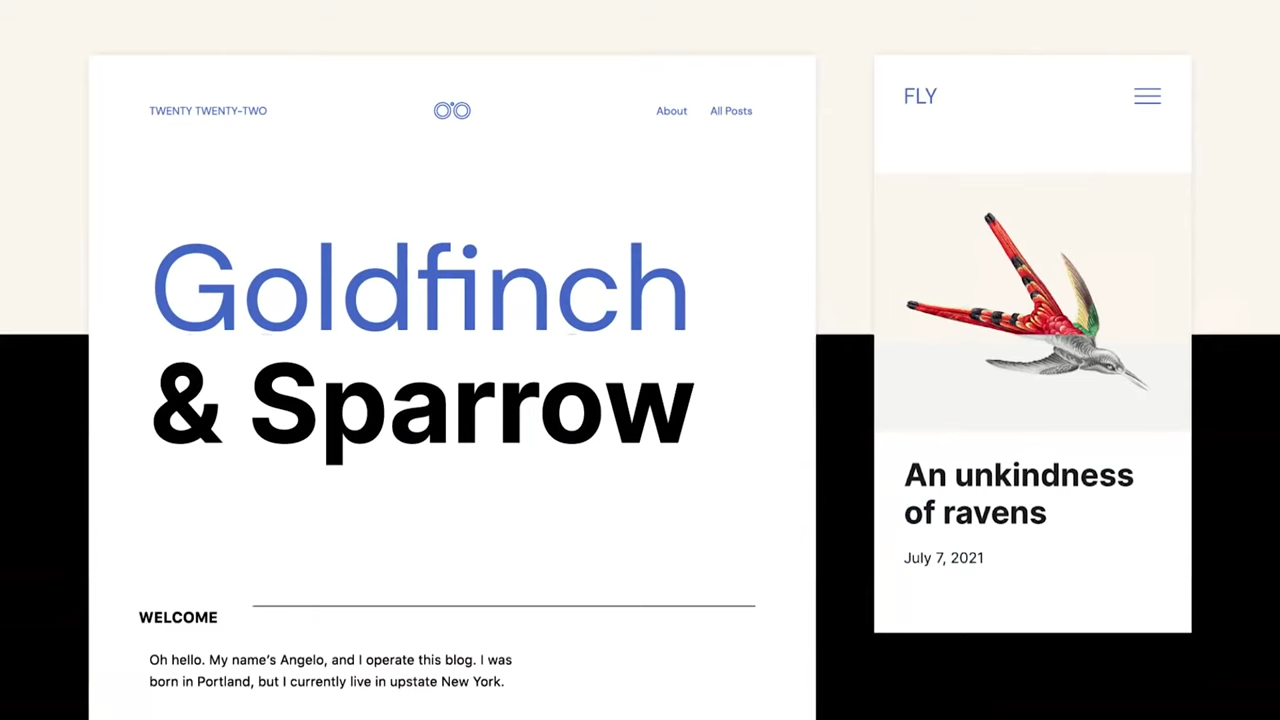 TWENTY TWENTY-TWO
About
All Posts
Goldfinch
& Sparrow
WELCOME
Oh hello. My name's Angelo, and I operate this blog. I was
born in Portland, but I currently live in upstate New York.
FLY
An unkindness
of ravens
July 7, 2021